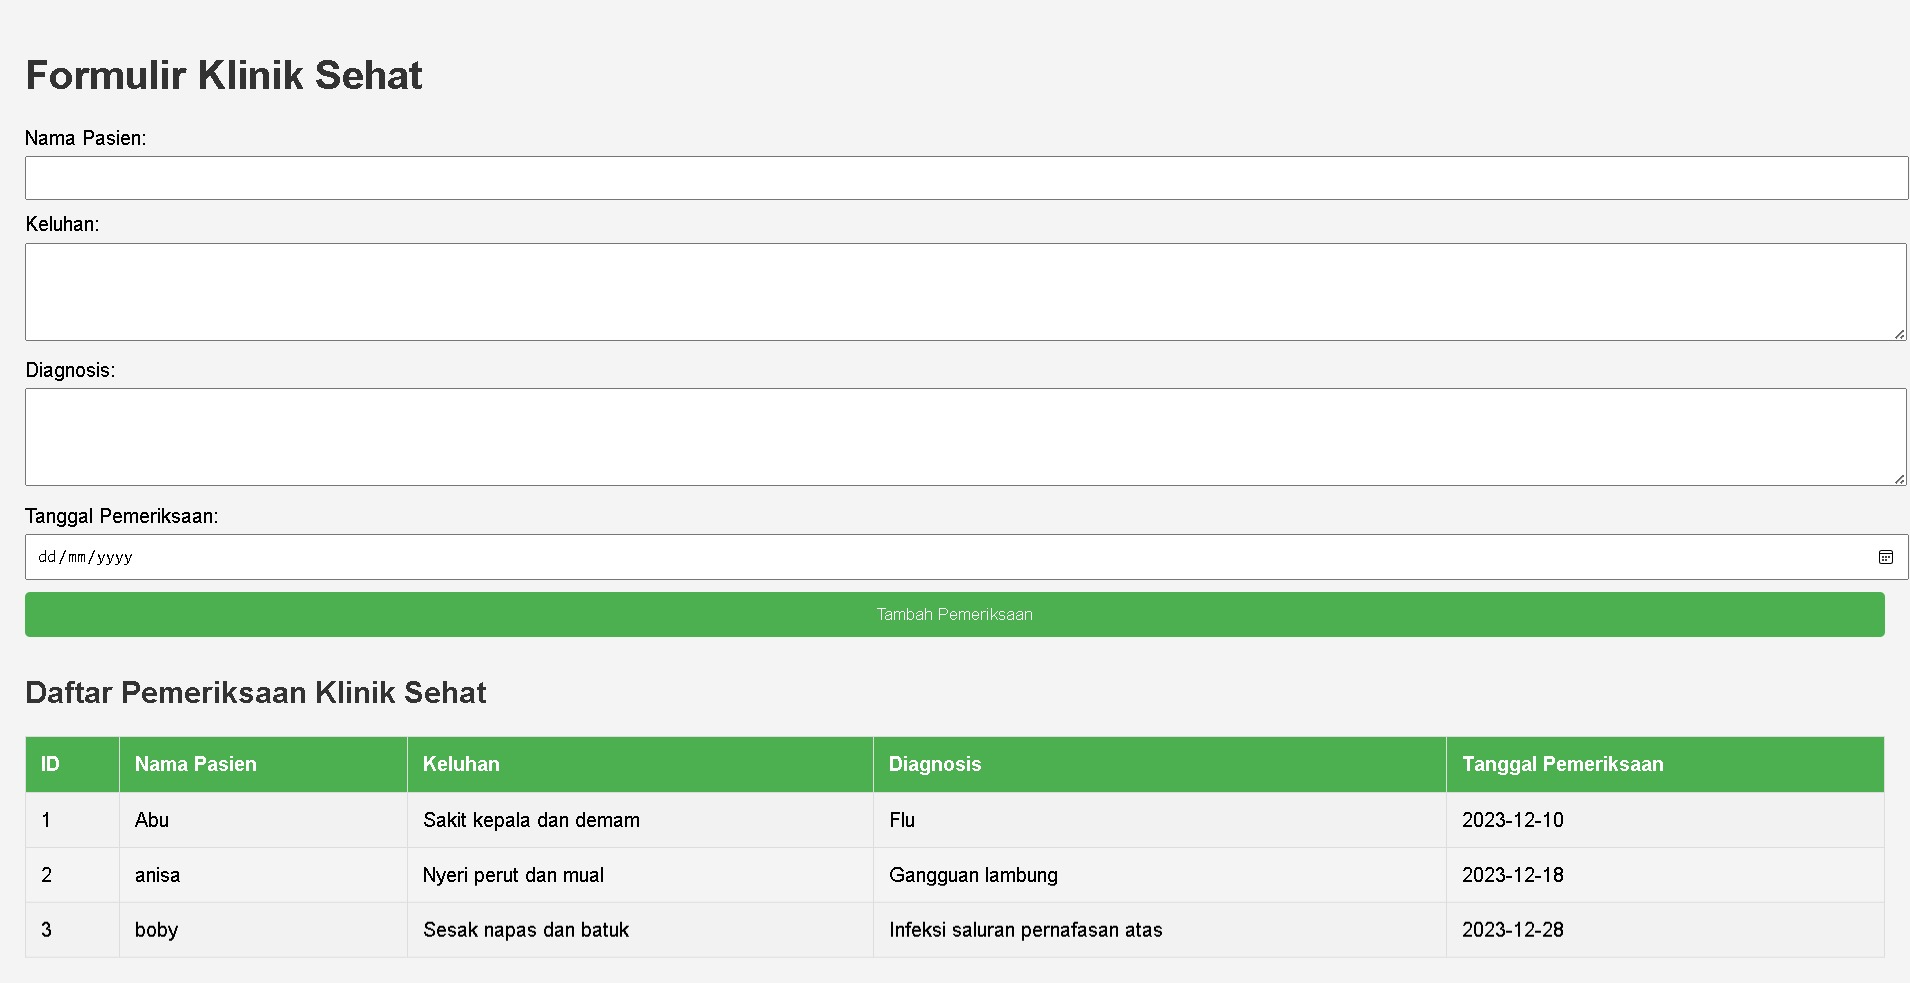 Formulir Klinik Sehat
Nama Pasien:
Keluhan:
Diagnosis:
Tanggal Pemeriksaan:
dd/mm/yyyy
Tambah Pemeriksaan
Daftar Pemeriksaan Klinik Sehat
ID Nama Pasien Keluhan Diagnosis Tanggal Pemeriksaan
1 Abu Sakit kepala dan demam Flu 2023-12-10
2 anisa Nyeri perut dan mual Gangguan lambung 2023-12-18
3 boby Sesak napas dan batuk Infeksi saluran pernafasan atas 2023-12-28